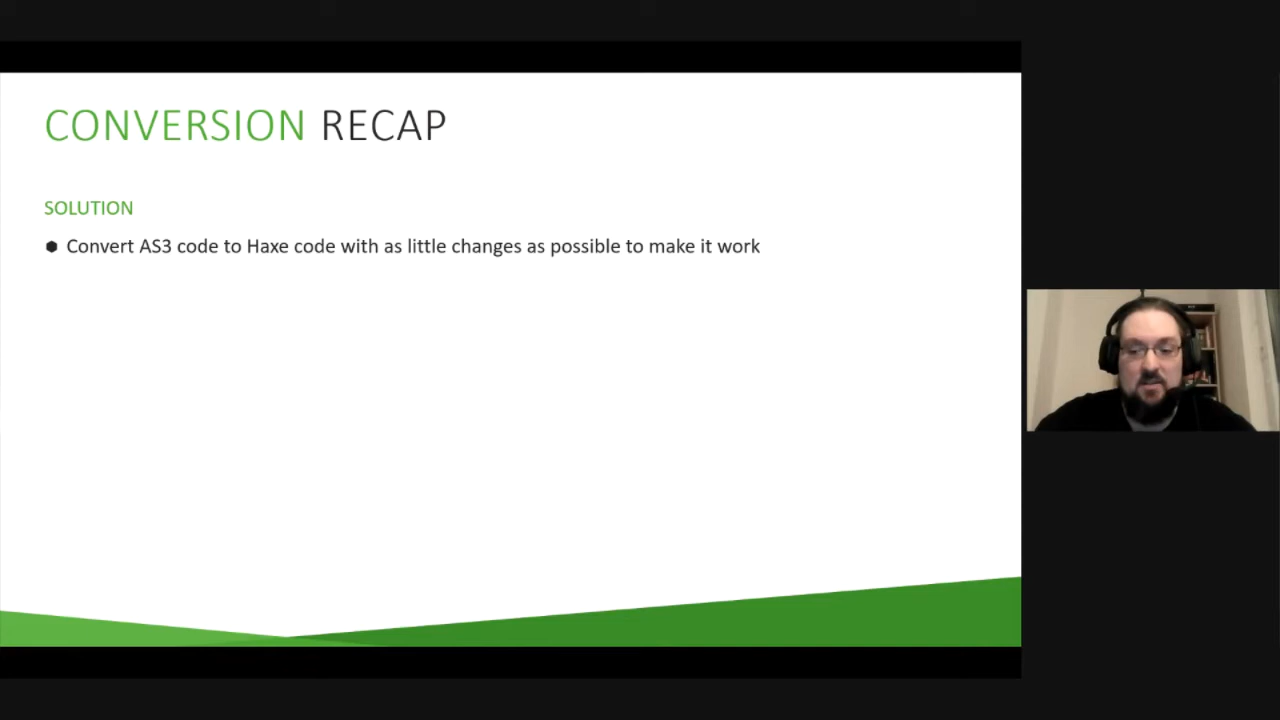 CONVERSION RECAP
SOLUTION
Convert AS3 code to Haxe code with as little changes as possible to make it work